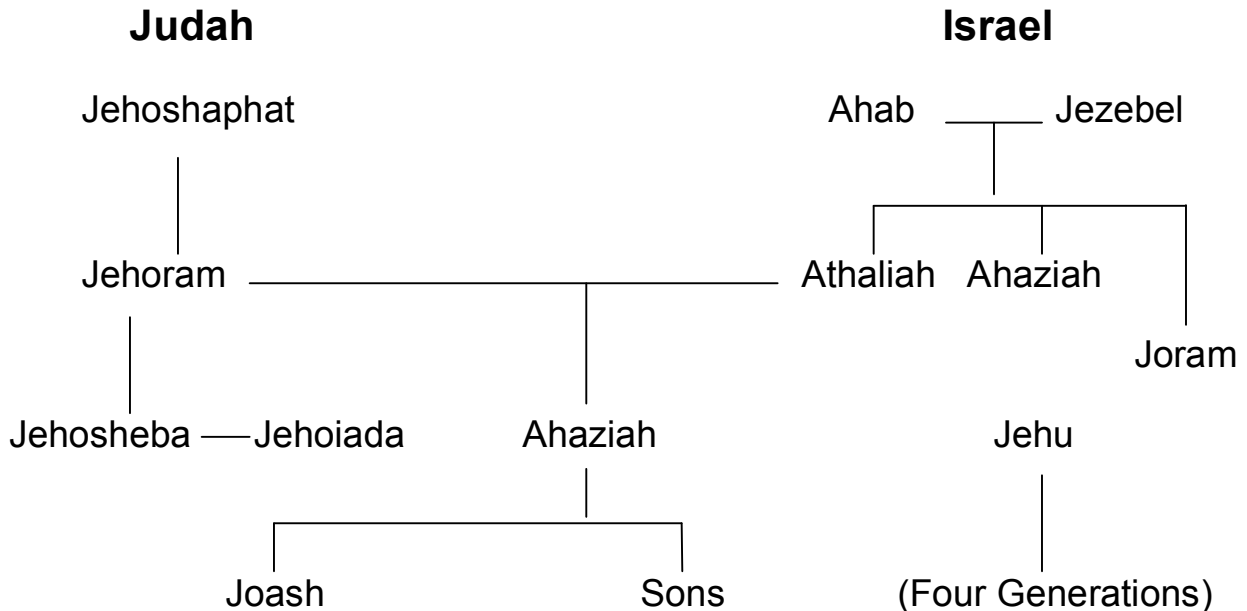 Judah Israel
Jehoshaphat Ahab Jezebel
Jehoram Athaliah Ahaziah
Joram
Jehosheba Jehoiada Ahaziah Jehu
Joash Sons (Four Generations)